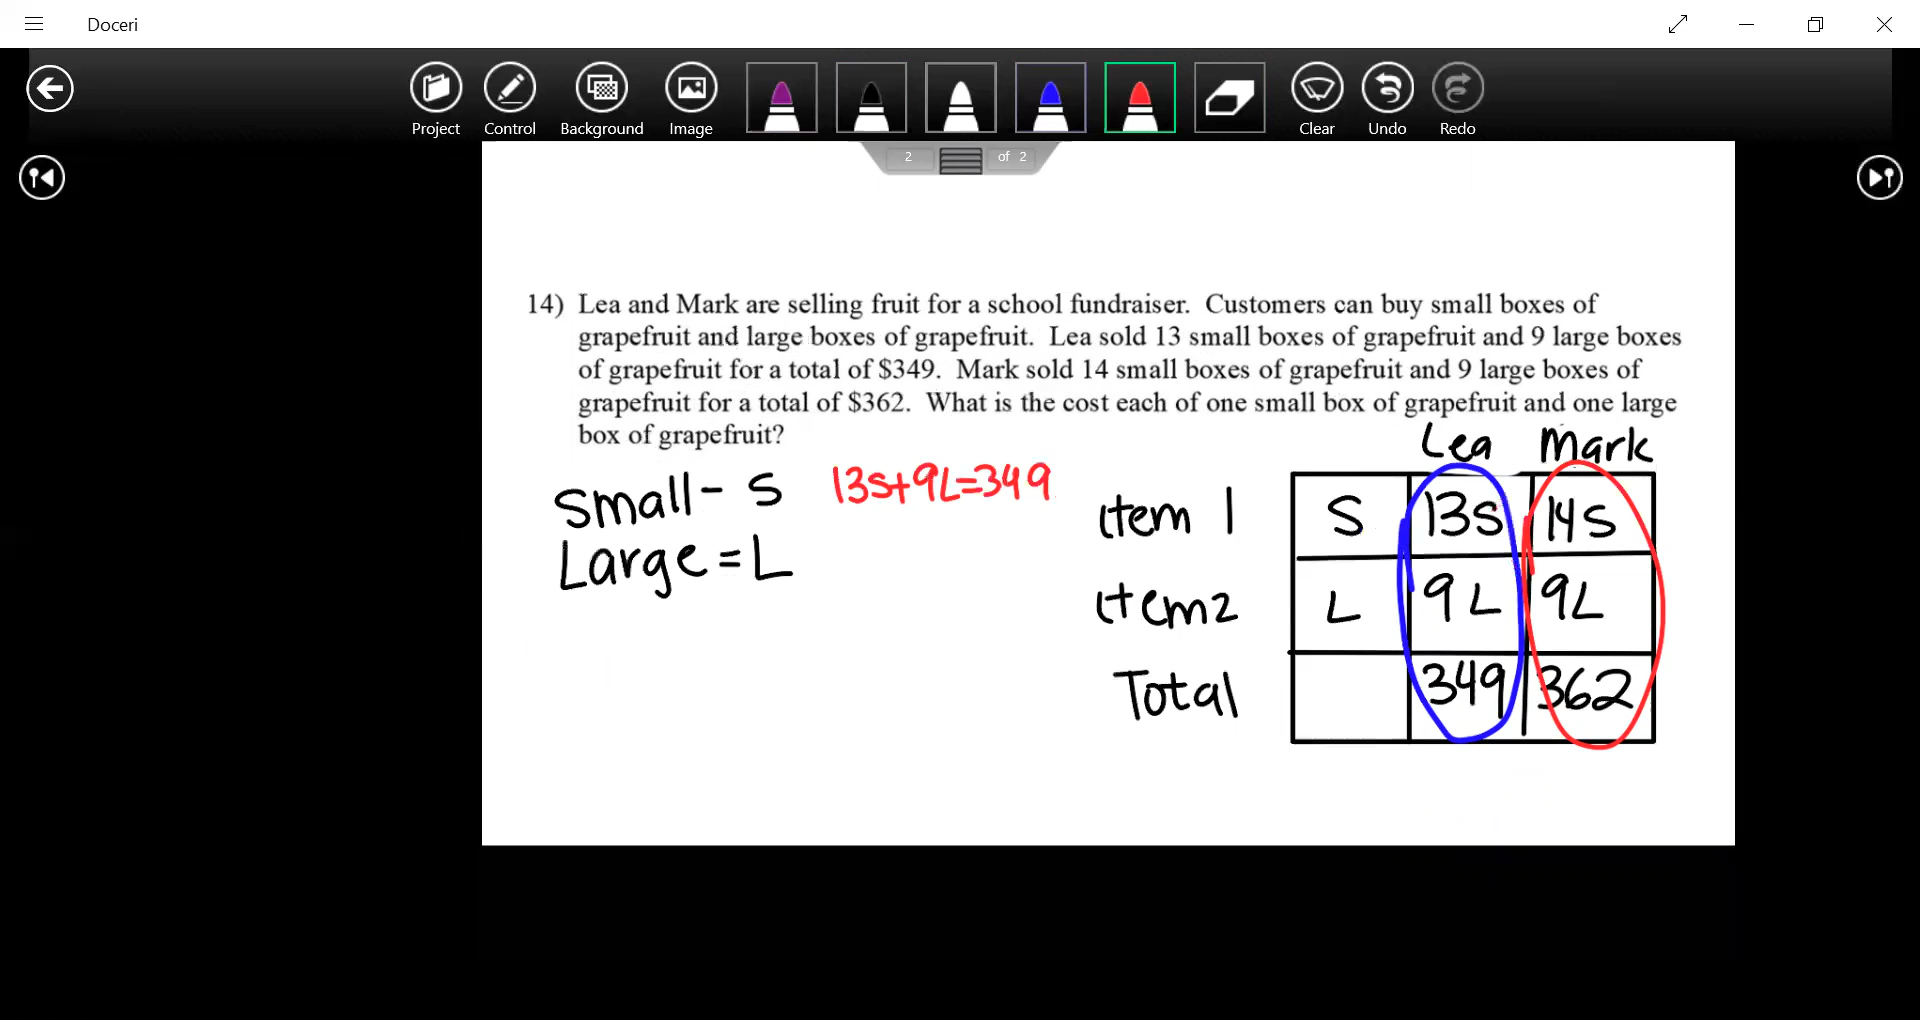 Doceri
Project Control Background Image Clear Undo Redo
2 of 2
14) Lea and Mark are selling fruit for a school fundraiser. Customers can buy small boxes of
grapefruit and large boxes of grapefruit. Lea sold 13 small boxes of grapefruit and 9 large boxes
of grapefruit for a total of $349. Mark sold 14 small boxes of grapefruit and 9 large boxes of
grapefruit for a total of $362. What is the cost each of one small box of grapefruit and one large
box of grapefruit?
Lea Mark
Small - S 13S+9L=349
Large = L
Item 1 S 13S 14S
Item 2 L 9L 9L
Total 349 362